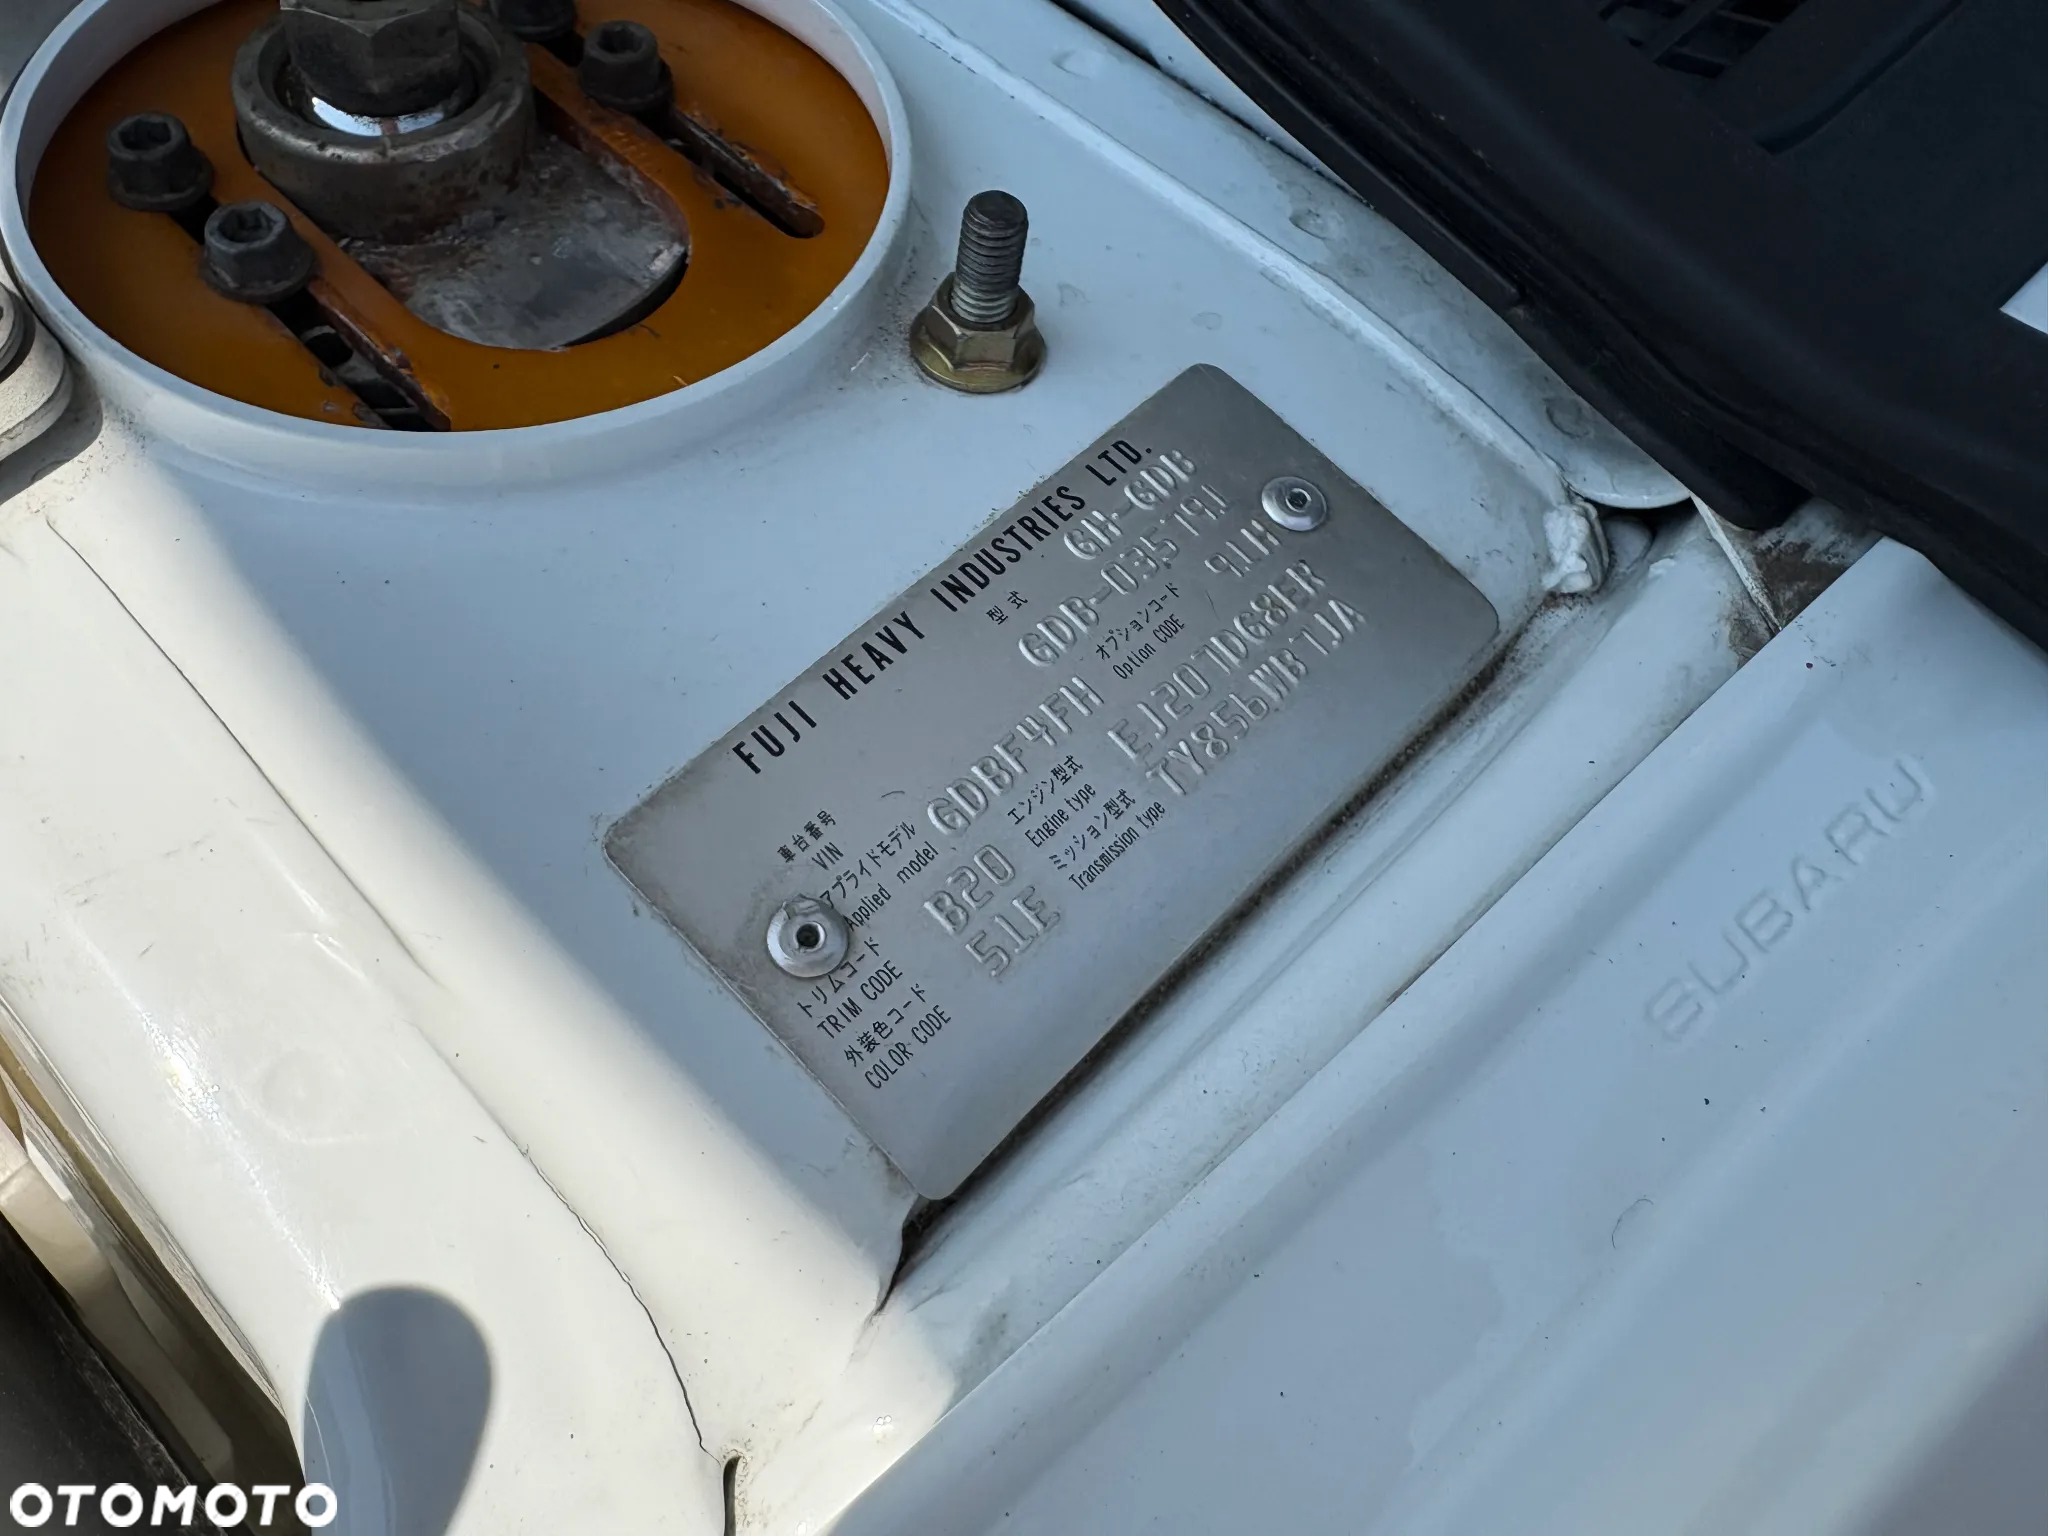 FUJI HEAVY INDUSTRIES LTD.
型式 GH-GDB
車台番号
VIN GDB-035791
アプライドモデル
Applied model GDBF4FH
オプションコード
Option CODE 91H
トリムコード
TRIM CODE B20
エンジン型式
Engine type EJ207DG8ER
外装色コード
COLOR CODE 51E
ミッション型式
Transmission type TY856WB7JA
SUBARU
OTOMOTO